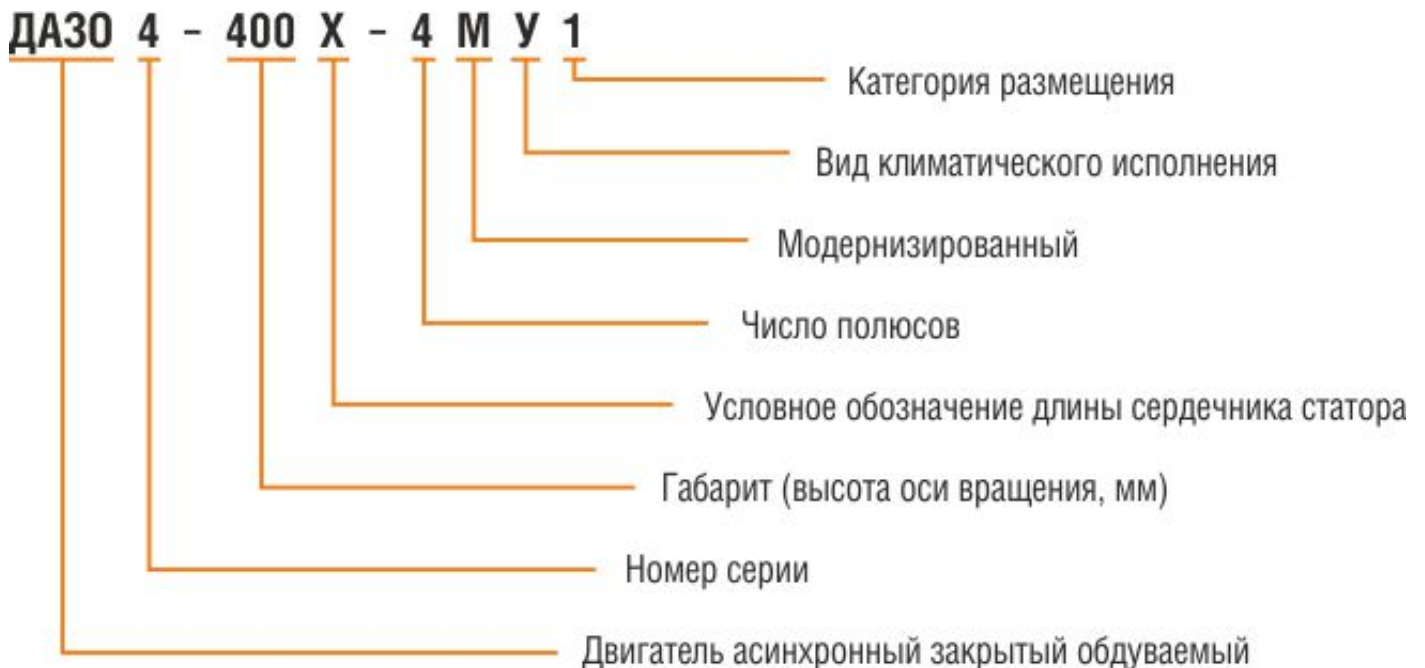 ДАЗО 4 - 400 Х - 4 М У 1
Категория размещения
Вид климатического исполнения
Модернизированный
Число полюсов
Условное обозначение длины сердечника статора
Габарит (высота оси вращения, мм)
Номер серии
Двигатель асинхронный закрытый обдуваемый